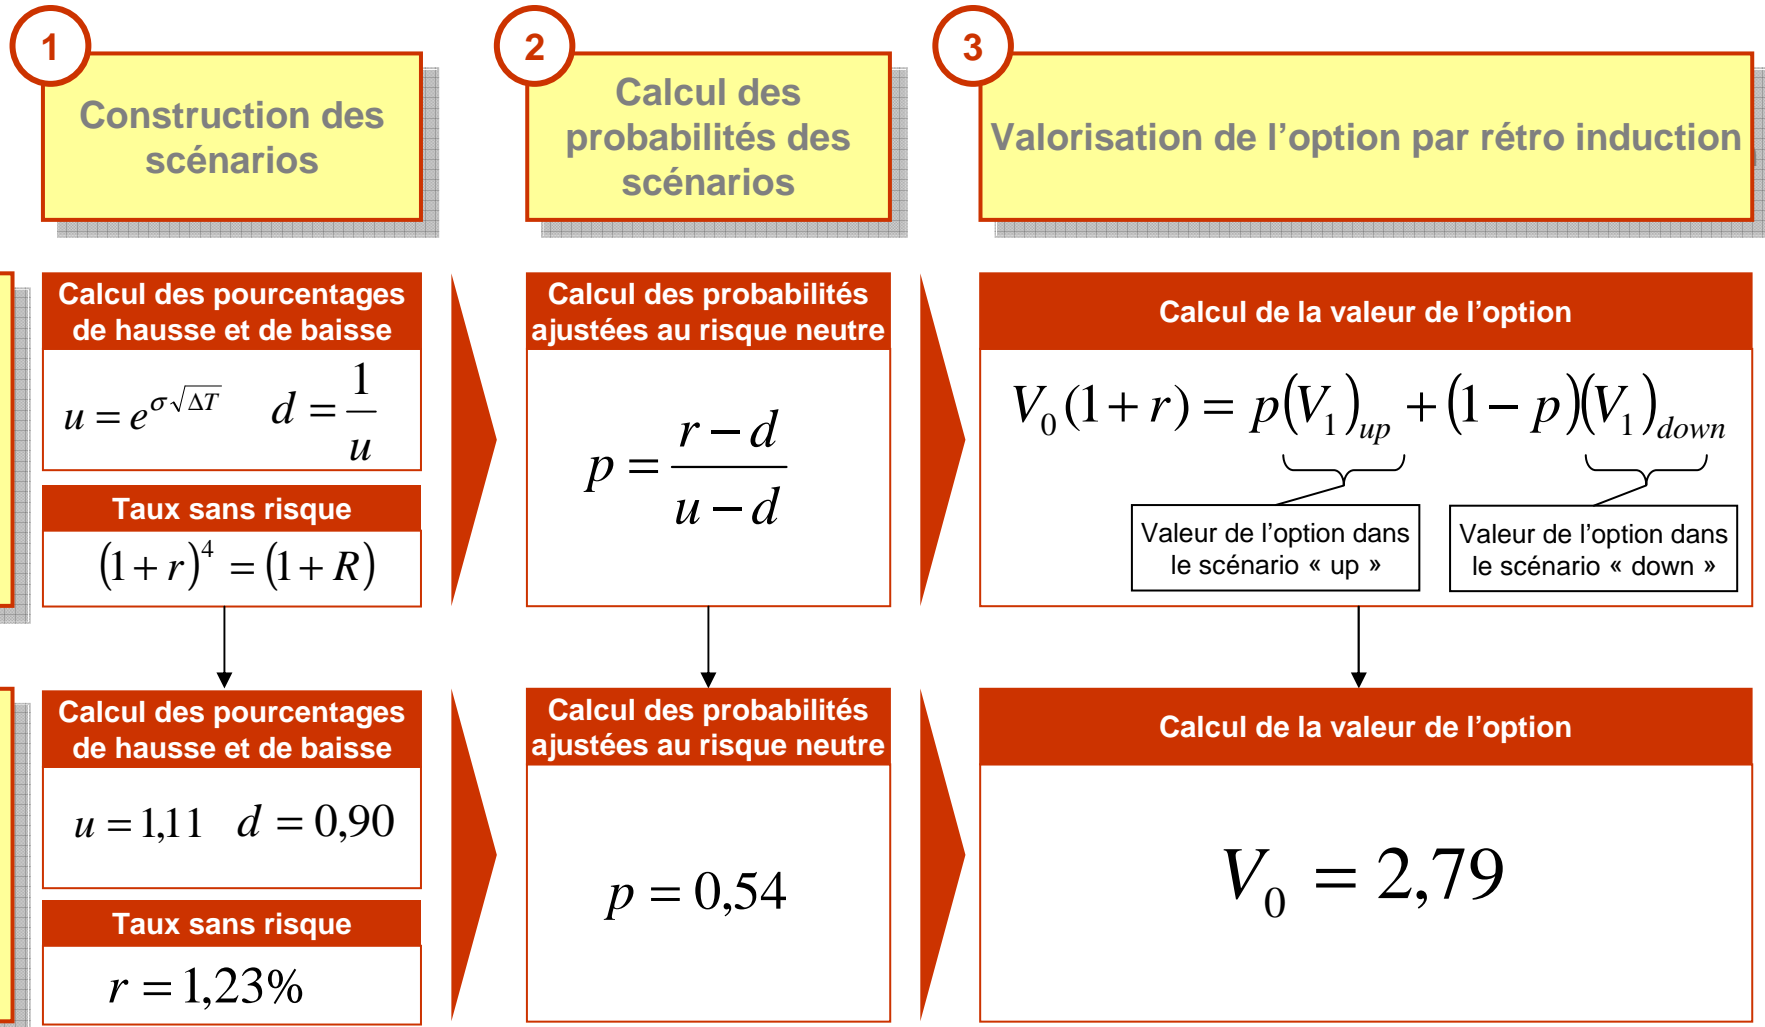 1
Construction des
scénarios
2
Calcul des
probabilités des
scénarios
3
Valorisation de l’option par rétro induction
Calcul des pourcentages
de hausse et de baisse
u = e^{σ√ΔT} d = 1/u
Taux sans risque
(1 + r)^4 = (1 + R)
Calcul des probabilités
ajustées au risque neutre
p = (r − d)/(u − d)
Calcul de la valeur de l’option
V_0(1 + r) = p(V_1)_{up} + (1 − p)(V_1)_{down}
Valeur de l’option dans
le scénario « up »
Valeur de l’option dans
le scénario « down »
Calcul des pourcentages
de hausse et de baisse
u = 1,11 d = 0,90
Taux sans risque
r = 1,23%
Calcul des probabilités
ajustées au risque neutre
p = 0,54
Calcul de la valeur de l’option
V_0 = 2,79